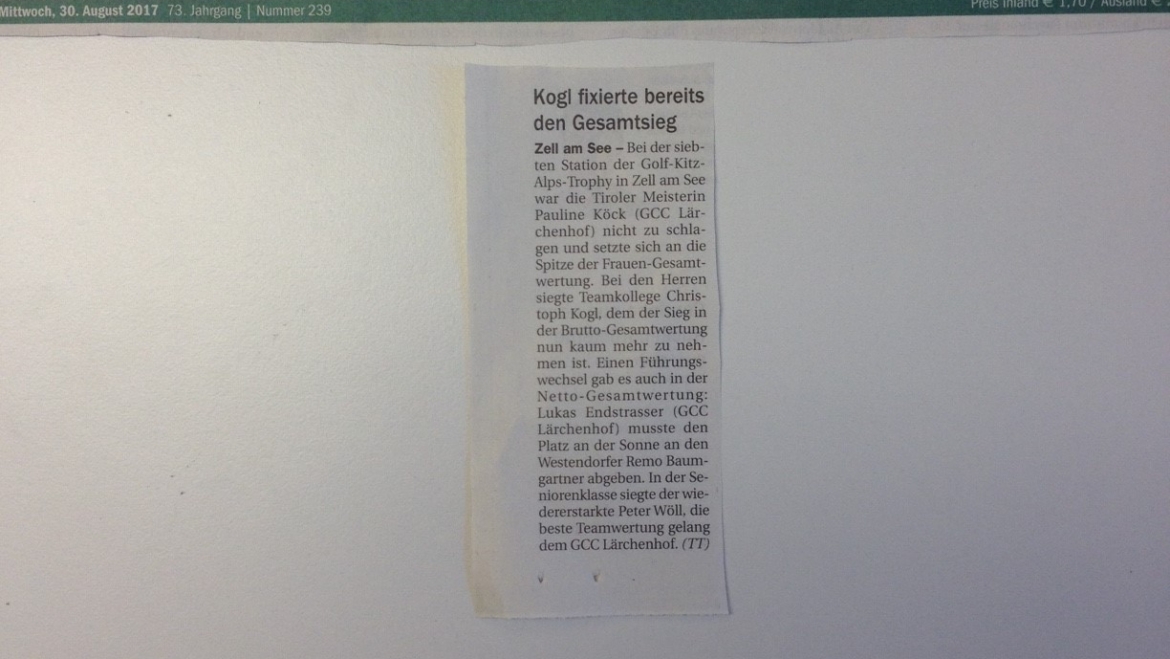 Mittwoch, 30. August 2017 73. Jahrgang | Nummer 239
Preis Inland € 1,70 / Ausland €
Kogl fixierte bereits
den Gesamtsieg
Zell am See – Bei der sieb-
ten Station der Golf-Kitz-
Alps-Trophy in Zell am See
war die Tiroler Meisterin
Pauline Köck (GCC Lär-
chenhof) nicht zu schla-
gen und setzte sich an die
Spitze der Frauen-Gesamt-
wertung. Bei den Herren
siegte Teamkollege Chris-
toph Kogl, dem der Sieg in
der Brutto-Gesamtwertung
nun kaum mehr zu neh-
men ist. Einen Führungs-
wechsel gab es auch in der
Netto-Gesamtwertung:
Lukas Endstrasser (GCC
Lärchenhof) musste den
Platz an der Sonne an den
Westendorfer Remo Baum-
gartner abgeben. In der Se-
niorenklasse siegte der wie-
dererstarkte Peter Wöll, die
beste Teamwertung gelang
dem GCC Lärchenhof. (TT)